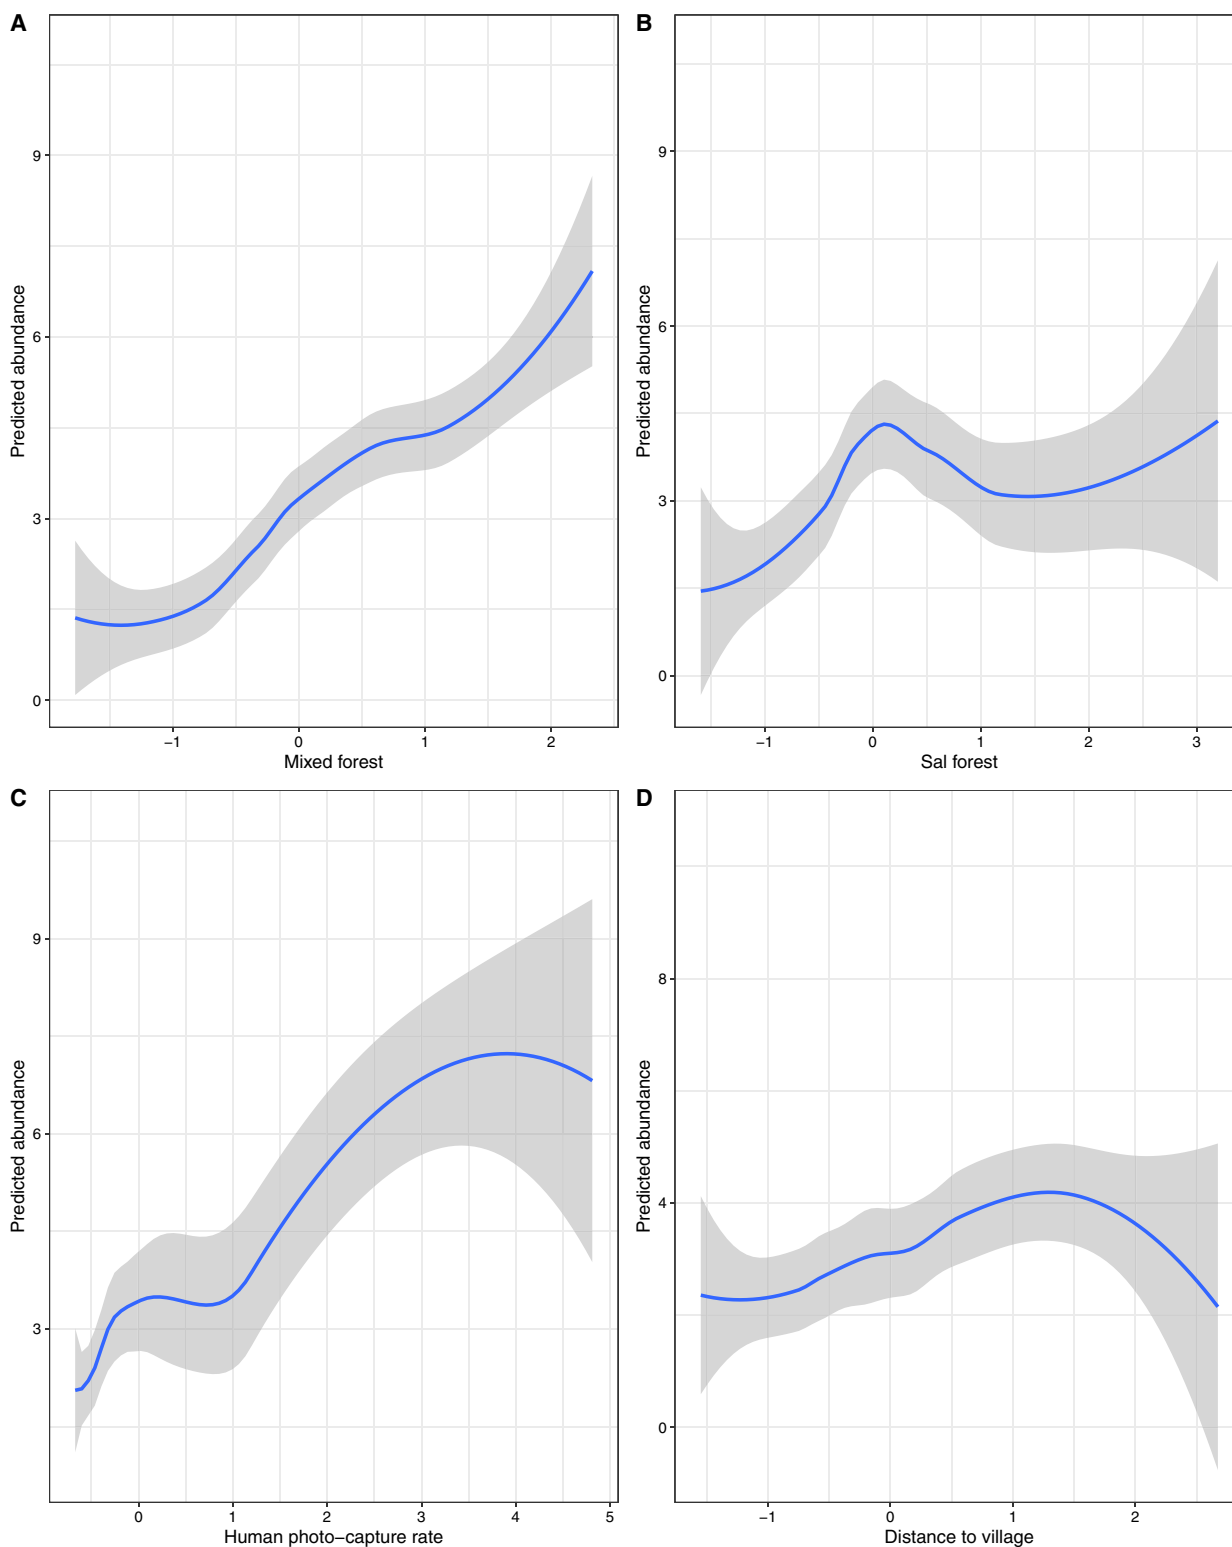 A
Predicted abundance
9
6
3
0
−1 0 1 2
Mixed forest
B
Predicted abundance
9
6
3
0
−1 0 1 2 3
Sal forest
C
Predicted abundance
9
6
3
0 1 2 3 4 5
Human photo−capture rate
D
Predicted abundance
8
4
0
−1 0 1 2
Distance to village